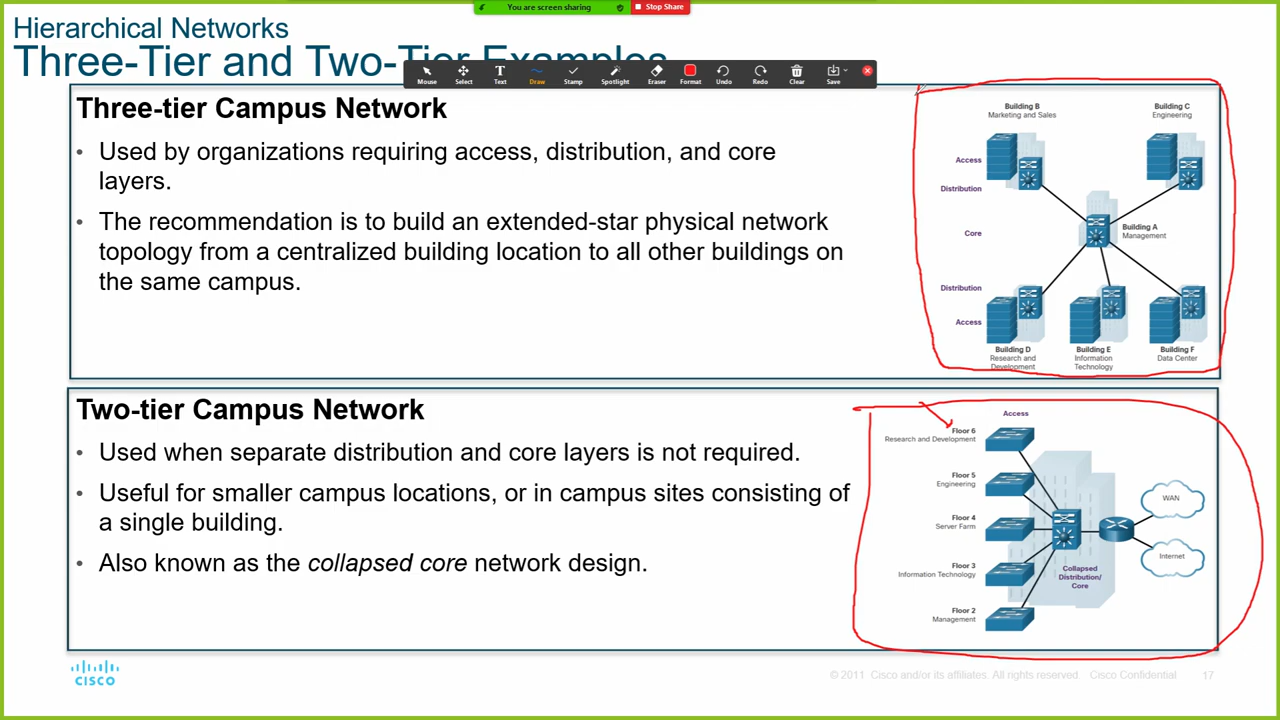 You are screen sharing
Stop Share
Hierarchical Networks
Three-Tier and Two-Tier Examples
Mouse
Select
Text
Draw
Stamp
Spotlight
Eraser
Format
Undo
Redo
Clear
Save
Three-tier Campus Network
• Used by organizations requiring access, distribution, and core
layers.
• The recommendation is to build an extended-star physical network
topology from a centralized building location to all other buildings on
the same campus.
Building B
Marketing and Sales
Building C
Engineering
Access
Distribution
Core
Building A
Management
Distribution
Access
Building D
Research and
Development
Building E
Information
Technology
Building F
Data Center
Two-tier Campus Network
• Used when separate distribution and core layers is not required.
• Useful for smaller campus locations, or in campus sites consisting of
a single building.
• Also known as the collapsed core network design.
Access
Floor 6
Research and Development
Floor 5
Engineering
Floor 4
Server Farm
Floor 3
Information Technology
Floor 2
Management
Collapsed
Distribution/
Core
WAN
Internet
CISCO
© 2011 Cisco and/or its affiliates. All rights reserved. Cisco Confidential
17